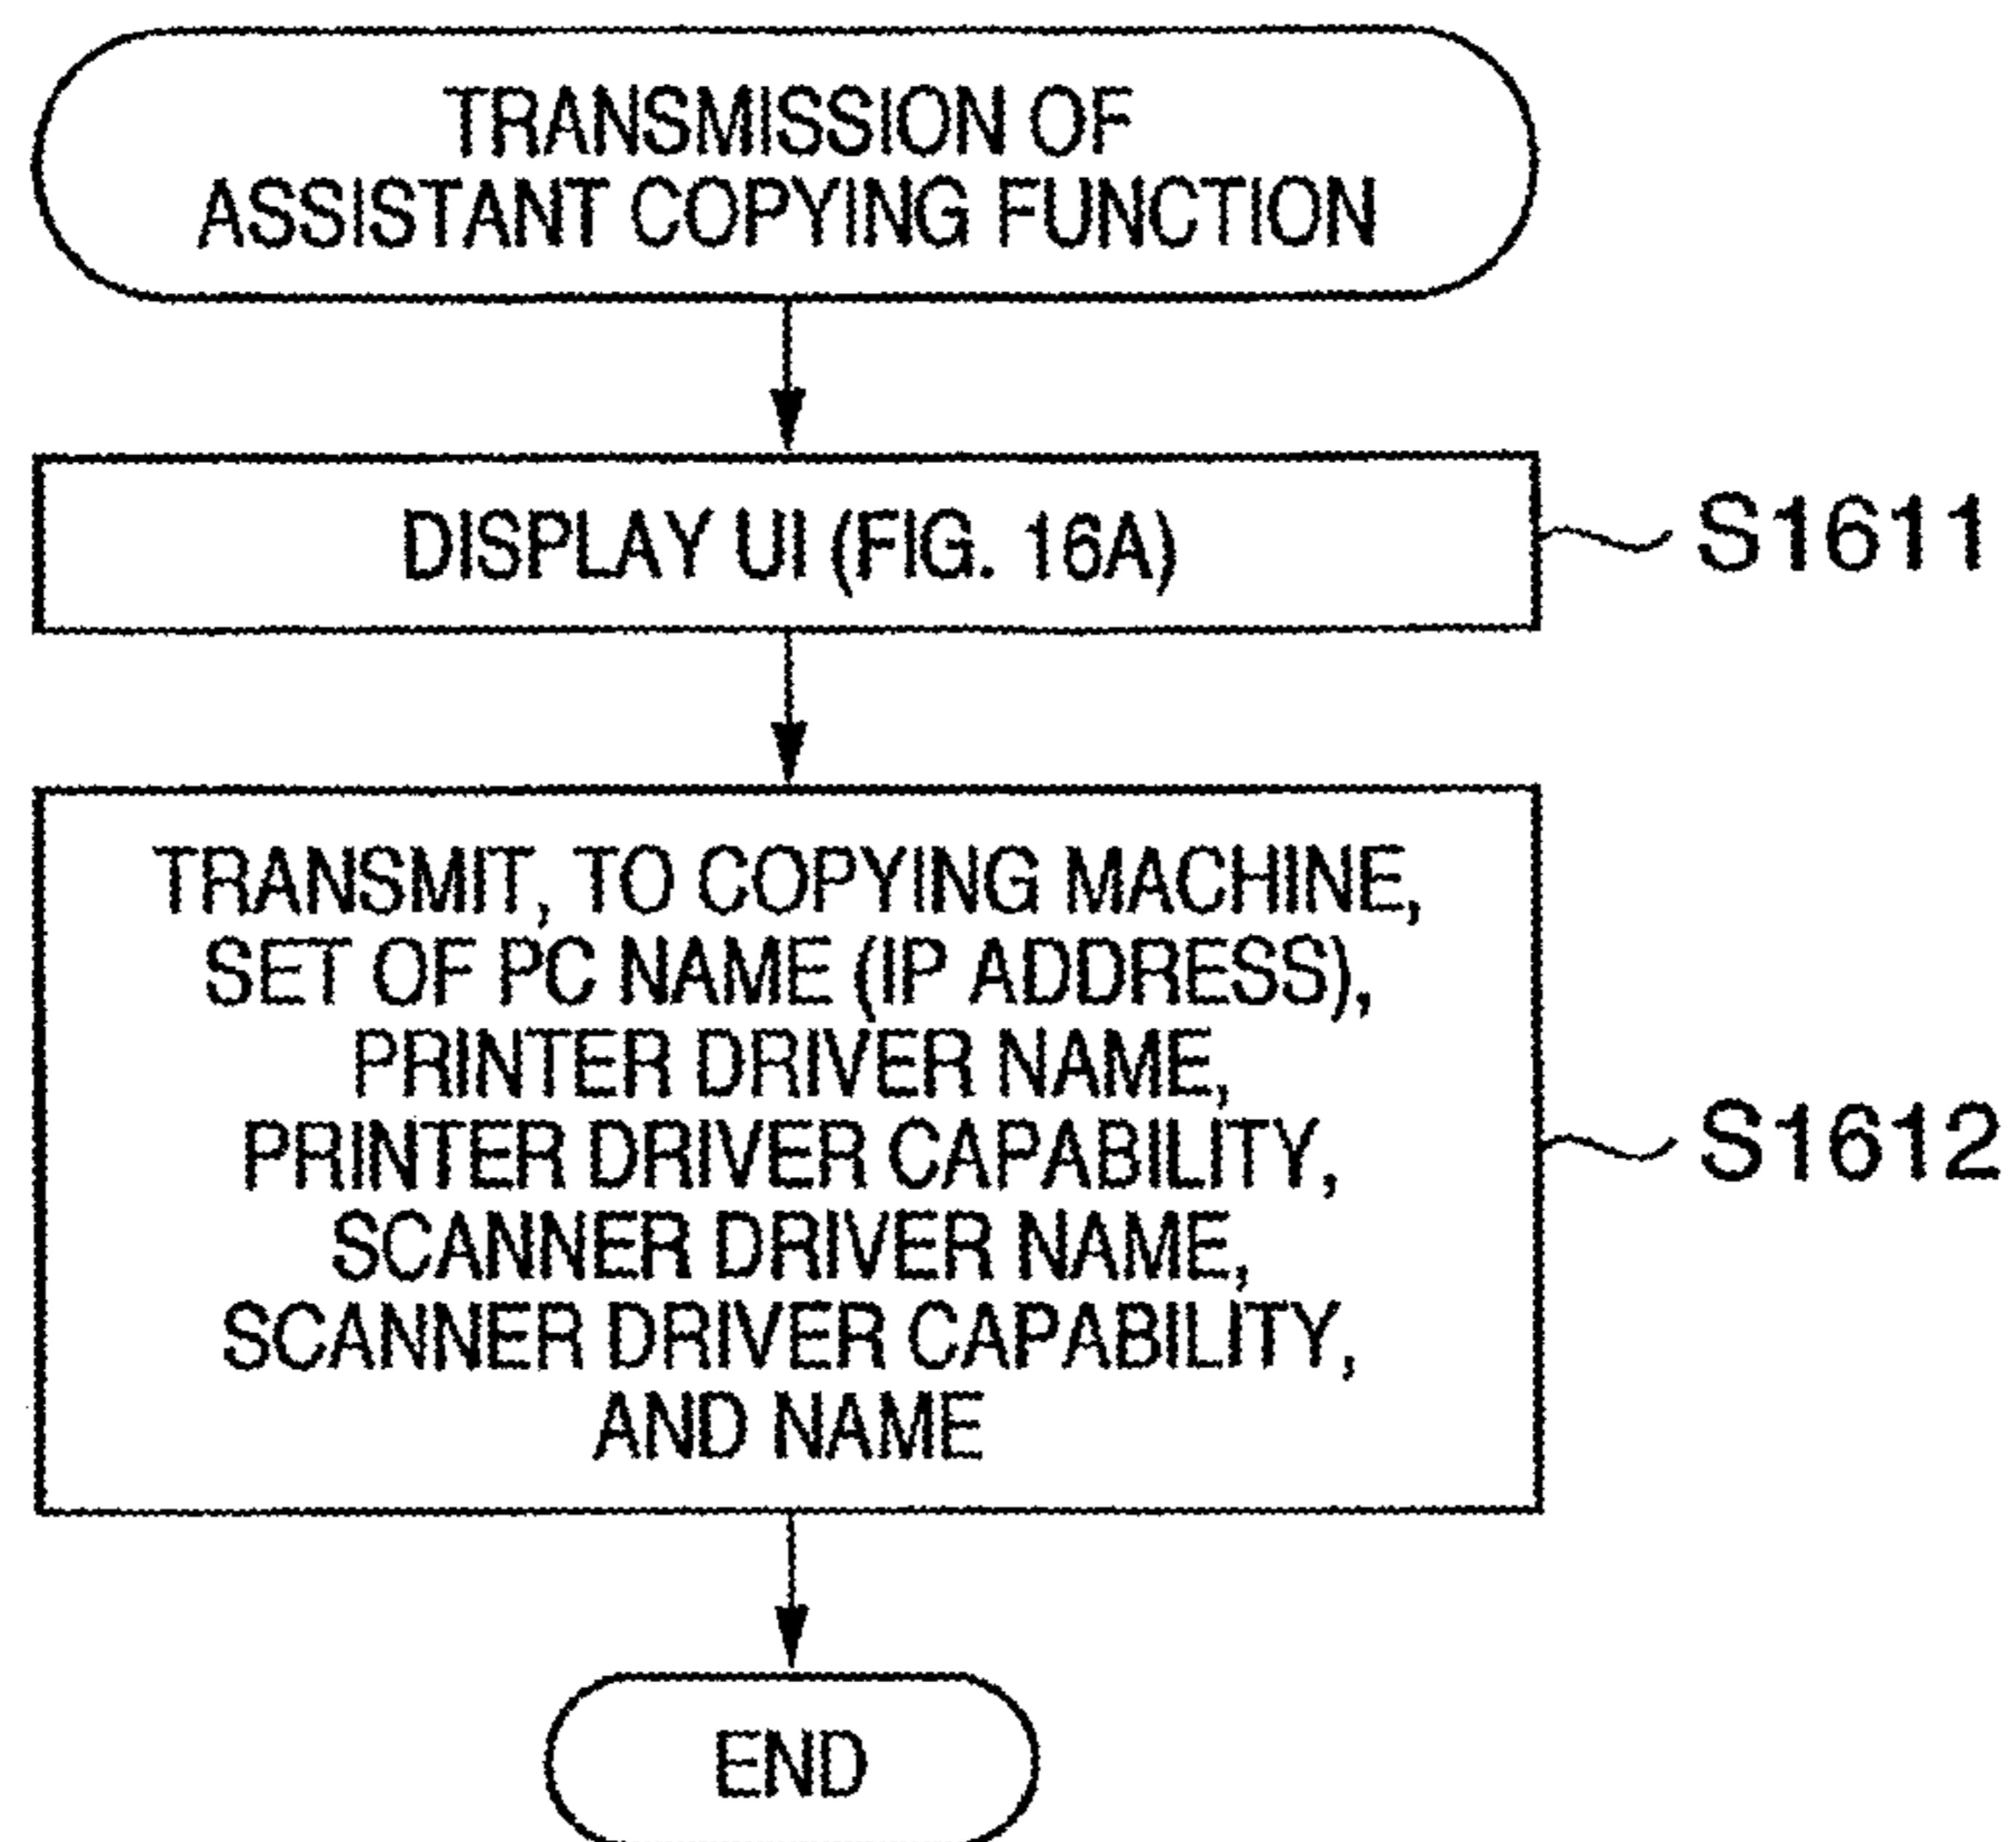 TRANSMISSION OF
ASSISTANT COPYING FUNCTION
DISPLAY UI (FIG. 16A)
S1611
TRANSMIT, TO COPYING MACHINE,
SET OF PC NAME (IP ADDRESS),
PRINTER DRIVER NAME,
PRINTER DRIVER CAPABILITY,
SCANNER DRIVER NAME,
SCANNER DRIVER CAPABILITY,
AND NAME
S1612
END